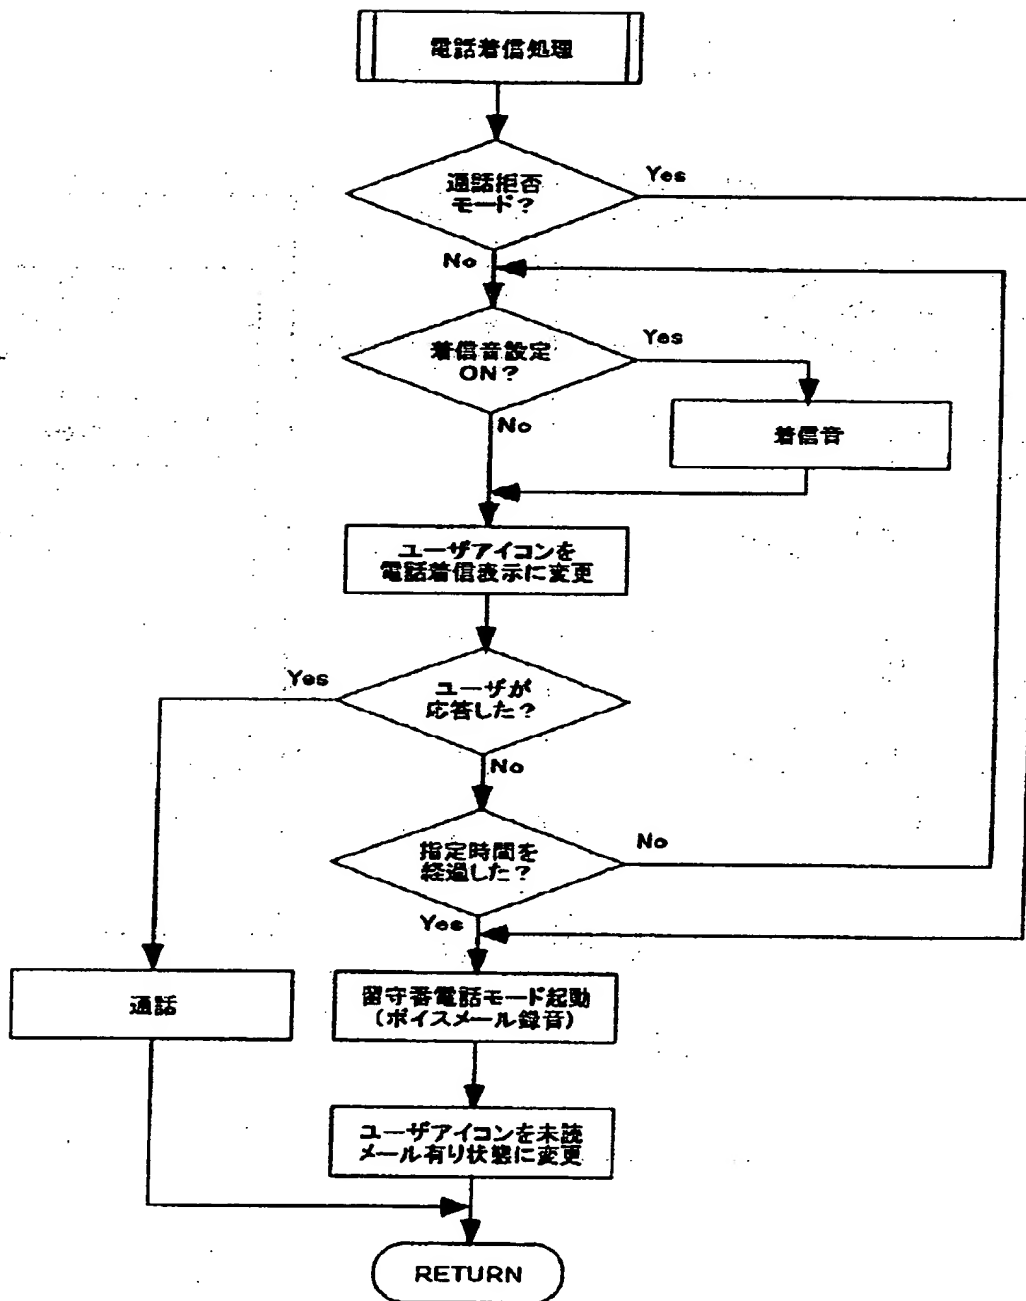 電話着信処理
通話拒否
モード?
Yes
No
着信音設定
ON?
Yes
No
着信音
ユーザアイコンを
電話着信表示に変更
Yes
ユーザが
応答した?
No
指定時間を
経過した?
No
Yes
通話
留守番電話モード起動
(ボイスメール録音)
ユーザアイコンを未読
メール有り状態に変更
RETURN